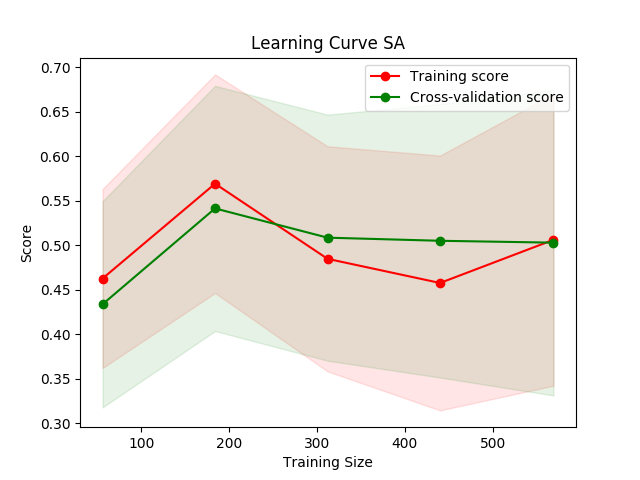 Learning Curve SA
Training score
Cross-validation score
0.70
0.65
0.60
0.55
0.50
0.45
0.40
0.35
0.30
Score
100 200 300 400 500
Training Size